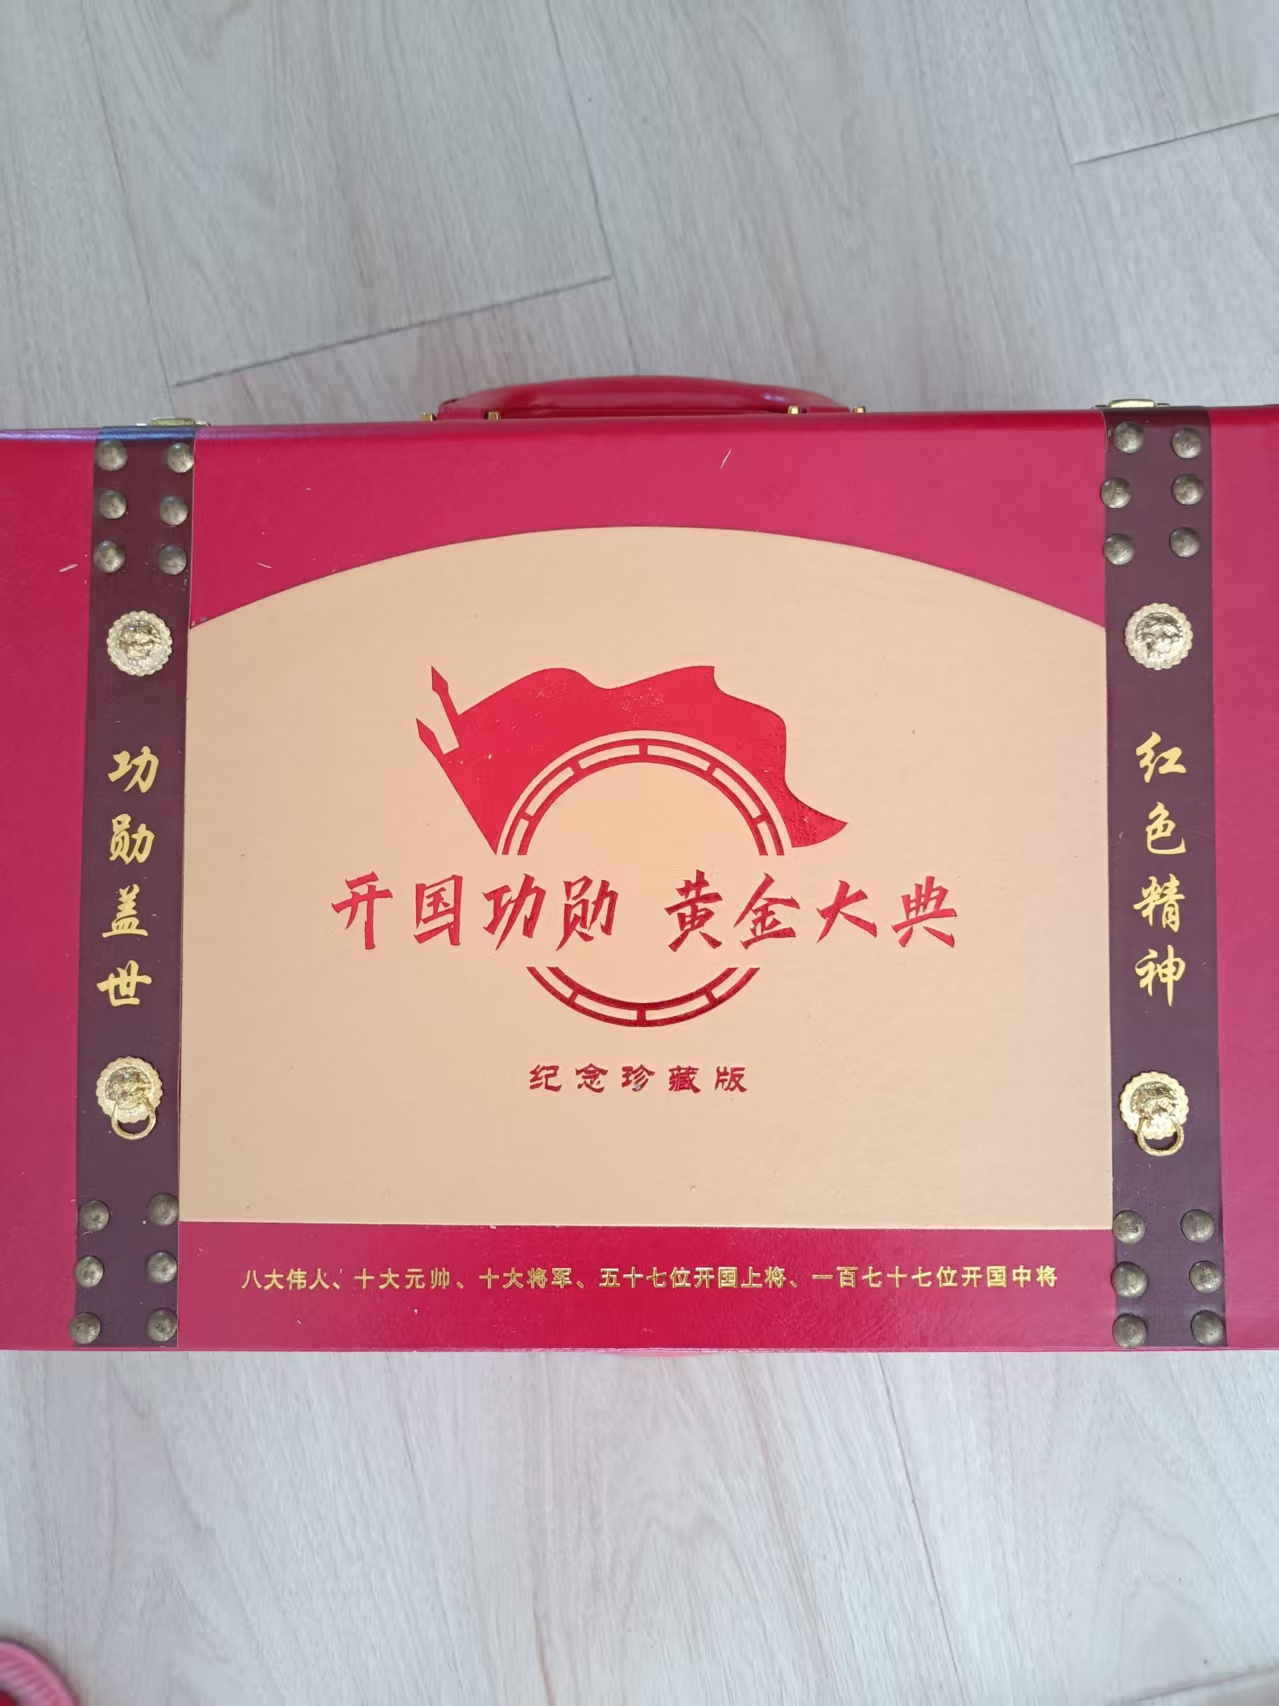 功勋盖世
红色精神
开国功勋 黄金大典
纪念珍藏版
八大伟人、十大元帅、十大将军、五十七位开国上将、一百七十七位开国中将